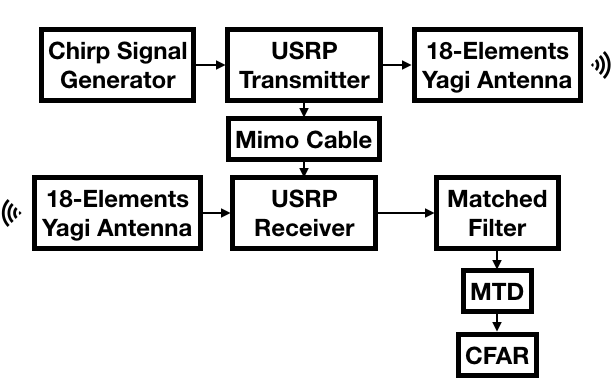 Chirp Signal
Generator
USRP
Transmitter
18-Elements
Yagi Antenna
Mimo Cable
18-Elements
Yagi Antenna
USRP
Receiver
Matched
Filter
MTD
CFAR